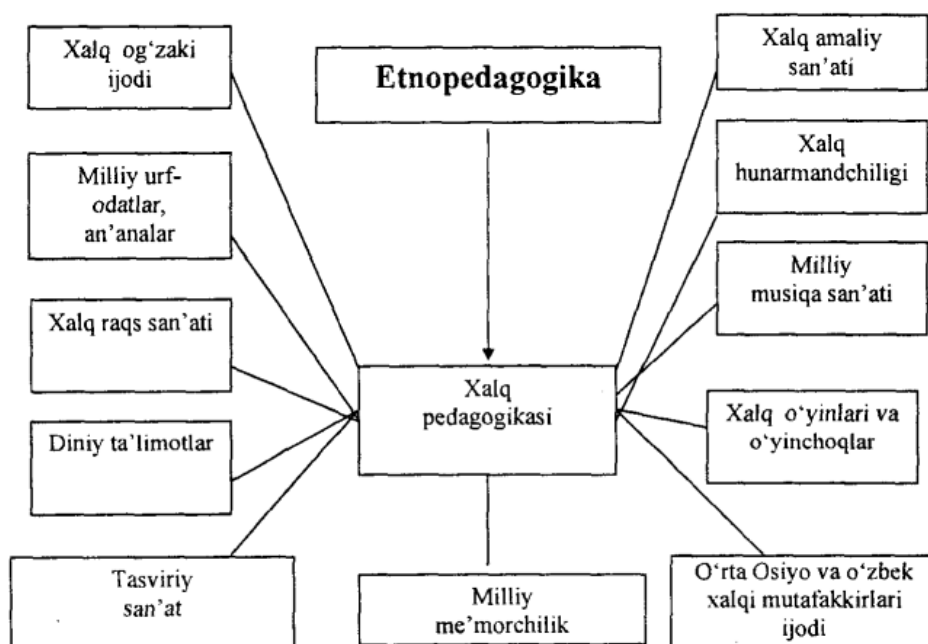 Xalq og‘zaki
ijodi
Etnopedagogika
Xalq amaliy
san’ati
Xalq
hunarmandchiligi
Milliy urf-
odatlar,
an’analar
Milliy
musiqa san’ati
Xalq raqs san’ati
Xalq
pedagogikasi
Xalq o‘yinlari va
o‘yinchoqlar
Diniy ta’limotlar
Tasviriy
san’at
Milliy
me’morchilik
O‘rta Osiyo va o‘zbek
xalqi mutafakkirlari
ijodi